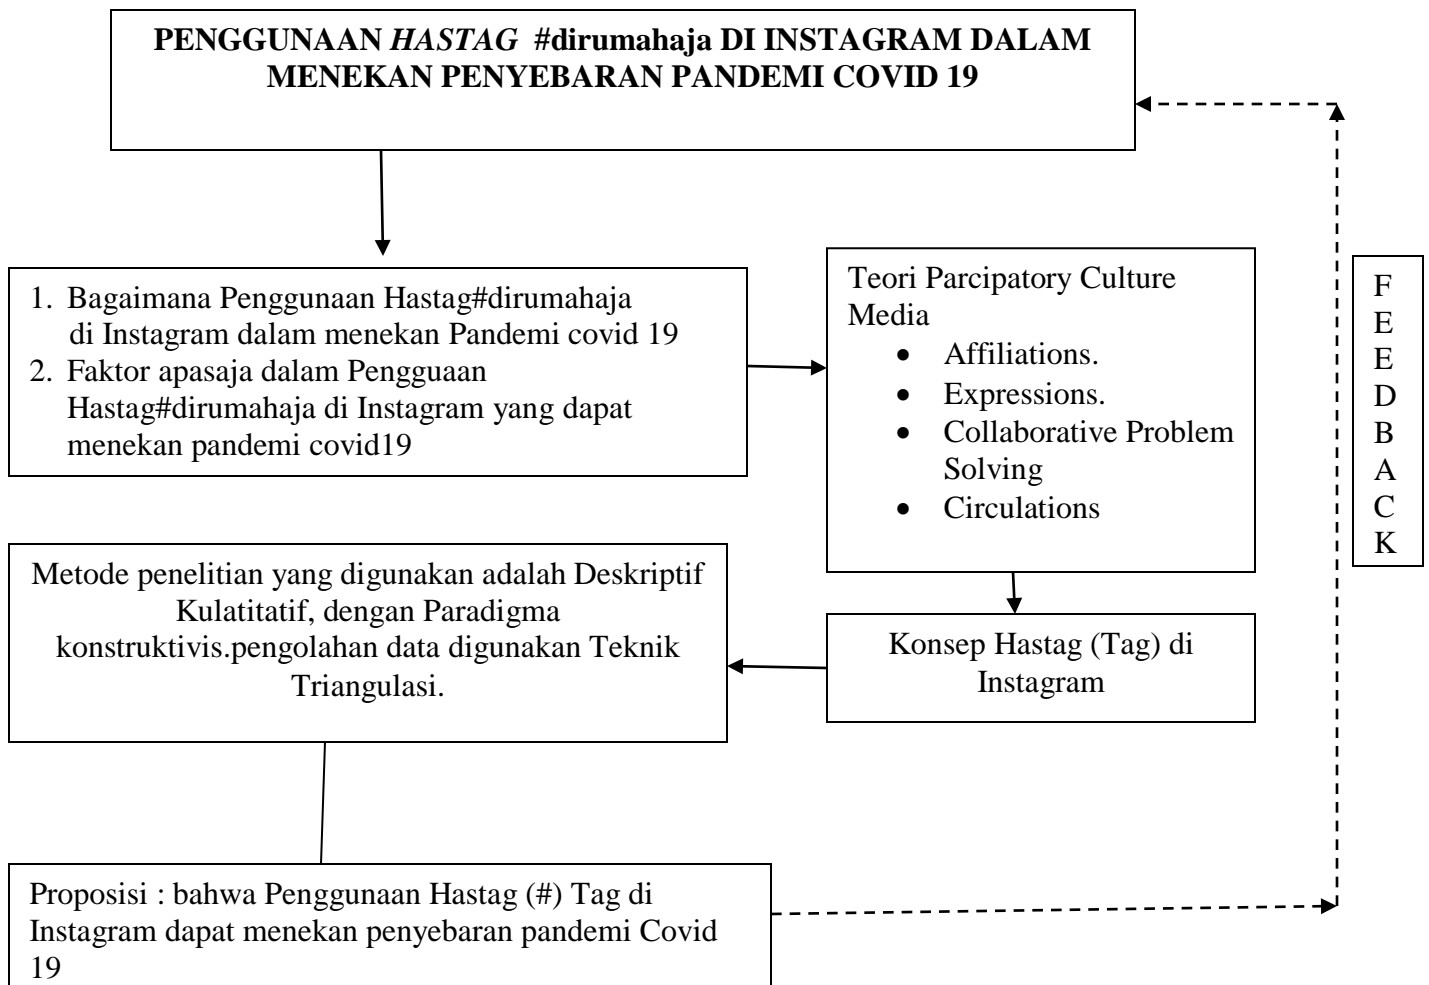 PENGGUNAAN HASTAG #dirumahaja DI INSTAGRAM DALAM
MENEKAN PENYEBARAN PANDEMI COVID 19
1. Bagaimana Penggunaan Hastag#dirumahaja
di Instagram dalam menekan Pandemi covid 19
2. Faktor apasaja dalam Pengguaan
Hastag#dirumahaja di Instagram yang dapat
menekan pandemi covid19
Teori Parcipatory Culture
Media
• Affiliations.
• Expressions.
• Collaborative Problem
Solving
• Circulations
F
E
E
D
B
A
C
K
Metode penelitian yang digunakan adalah Deskriptif
Kulatitatif, dengan Paradigma
konstruktivis.pengolahan data digunakan Teknik
Triangulasi.
Konsep Hastag (Tag) di
Instagram
Proposisi : bahwa Penggunaan Hastag (#) Tag di
Instagram dapat menekan penyebaran pandemi Covid
19